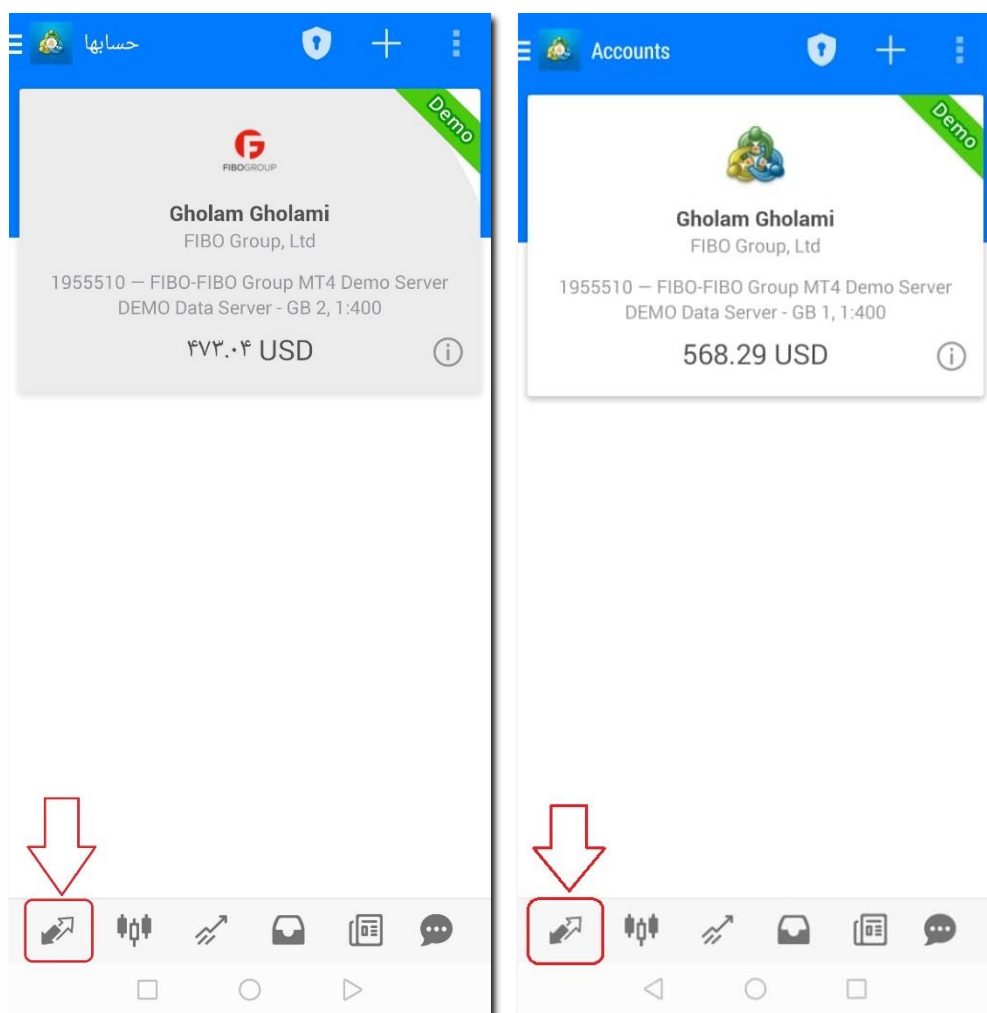 حسابها
Demo
FIBOGROUP
Gholam Gholami
FIBO Group, Ltd
1955510 — FIBO-FIBO Group MT4 Demo Server
DEMO Data Server - GB 2, 1:400
۴۷۳.۰۴ USD
Accounts
Demo
Gholam Gholami
FIBO Group, Ltd
1955510 — FIBO-FIBO Group MT4 Demo Server
DEMO Data Server - GB 1, 1:400
568.29 USD